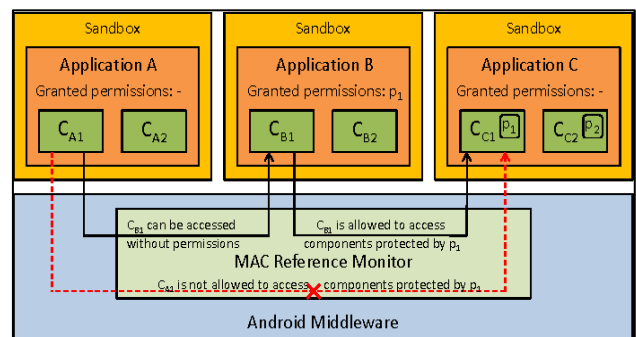 Sandbox
Sandbox
Sandbox
Application A
Granted permissions: -
Application B
Granted permissions: p1
Application C
Granted permissions: -
CA1
CA2
CB1
CB2
CC1
p1
CC2
p2
CB1 can be accessed
without permissions
CB1 is allowed to access
components protected by p1
MAC Reference Monitor
CA1 is not allowed to access components protected by p1
Android Middleware